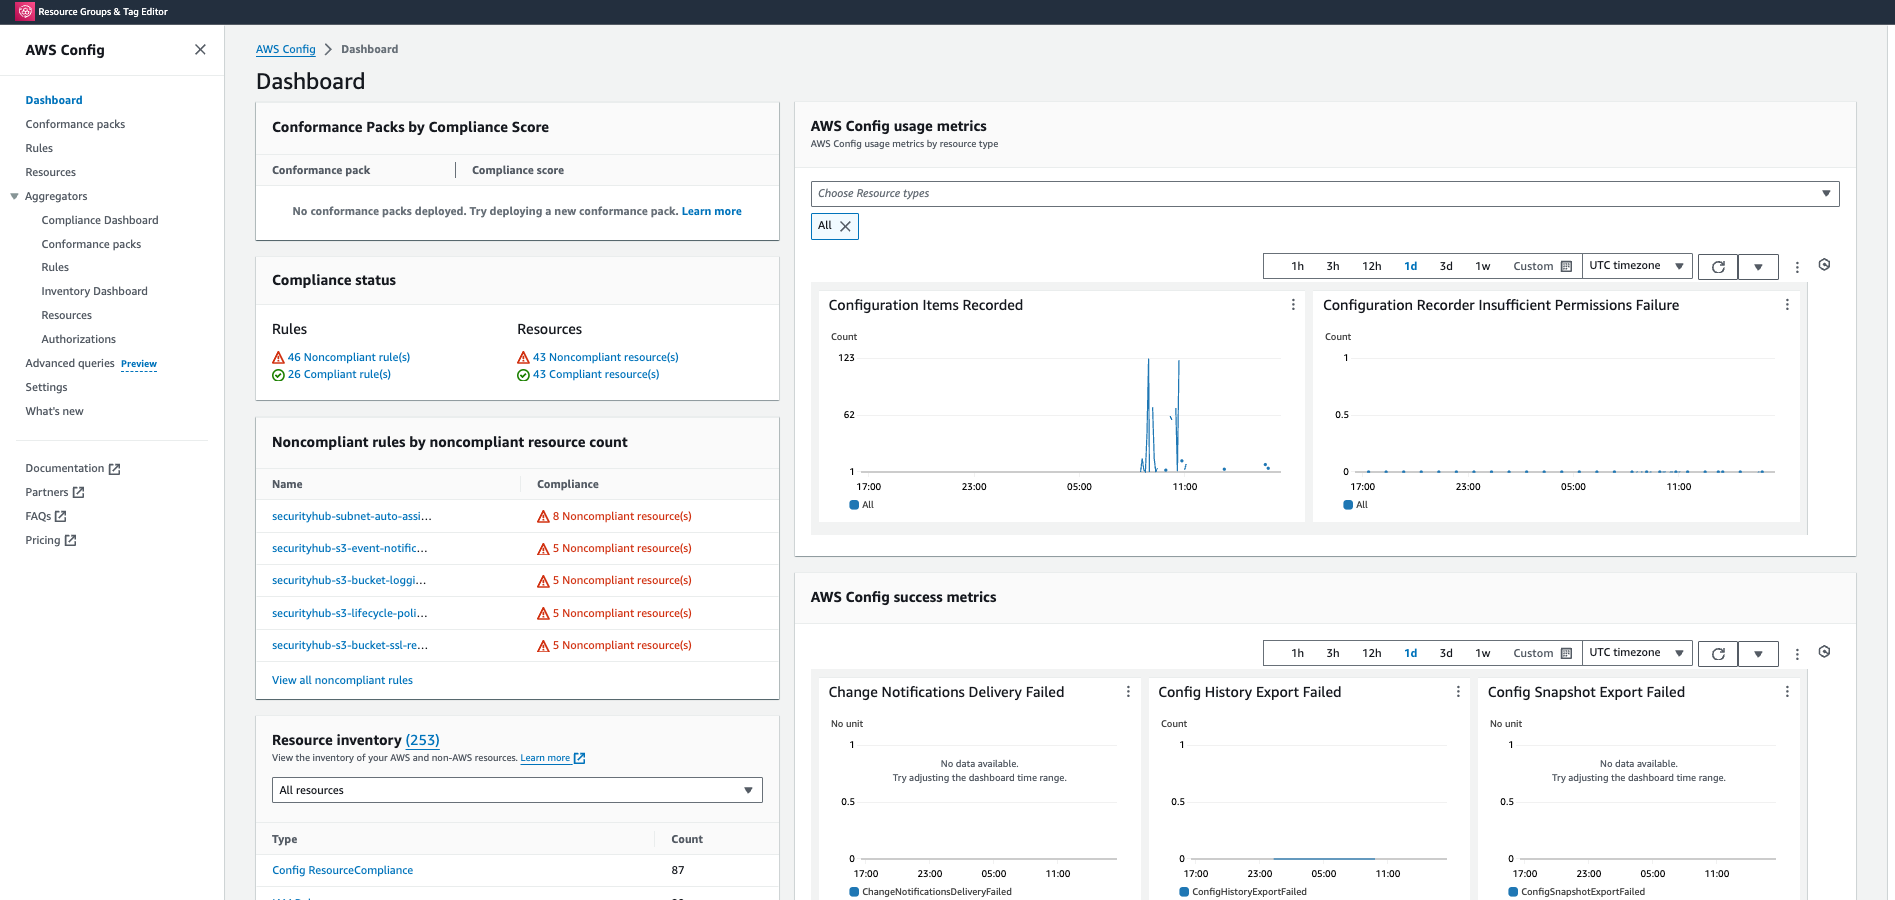 Resource Groups & Tag Editor
AWS Config
Dashboard
Conformance packs
Rules
Resources
Aggregators
Compliance Dashboard
Conformance packs
Rules
Inventory Dashboard
Resources
Authorizations
Advanced queries Preview
Settings
What's new
Documentation
Partners
FAQs
Pricing
AWS Config > Dashboard
Dashboard
Conformance Packs by Compliance Score
Conformance pack Compliance score
No conformance packs deployed. Try deploying a new conformance pack. Learn more
Compliance status
Rules Resources
46 Noncompliant rule(s) 43 Noncompliant resource(s)
26 Compliant rule(s) 43 Compliant resource(s)
Noncompliant rules by noncompliant resource count
Name Compliance
securityhub-subnet-auto-assi... 8 Noncompliant resource(s)
securityhub-s3-event-notific... 5 Noncompliant resource(s)
securityhub-s3-bucket-loggi... 5 Noncompliant resource(s)
securityhub-s3-lifecycle-poli... 5 Noncompliant resource(s)
securityhub-s3-bucket-ssl-re... 5 Noncompliant resource(s)
View all noncompliant rules
Resource inventory (253)
View the inventory of your AWS and non-AWS resources. Learn more
All resources
Type Count
Config ResourceCompliance 87
AWS Config usage metrics
AWS Config usage metrics by resource type
Choose Resource types
All
1h 3h 12h 1d 3d 1w Custom UTC timezone
Configuration Items Recorded
Count
123
62
1
17:00 23:00 05:00 11:00
All
Configuration Recorder Insufficient Permissions Failure
Count
1
0.5
0
17:00 23:00 05:00 11:00
All
AWS Config success metrics
1h 3h 12h 1d 3d 1w Custom UTC timezone
Change Notifications Delivery Failed
No unit
1
No data available.
Try adjusting the dashboard time range.
0.5
0
17:00 23:00 05:00 11:00
ChangeNotificationsDeliveryFailed
Config History Export Failed
Count
1
0.5
0
17:00 23:00 05:00 11:00
ConfigHistoryExportFailed
Config Snapshot Export Failed
No unit
1
No data available.
Try adjusting the dashboard time range.
0.5
0
17:00 23:00 05:00 11:00
ConfigSnapshotExportFailed